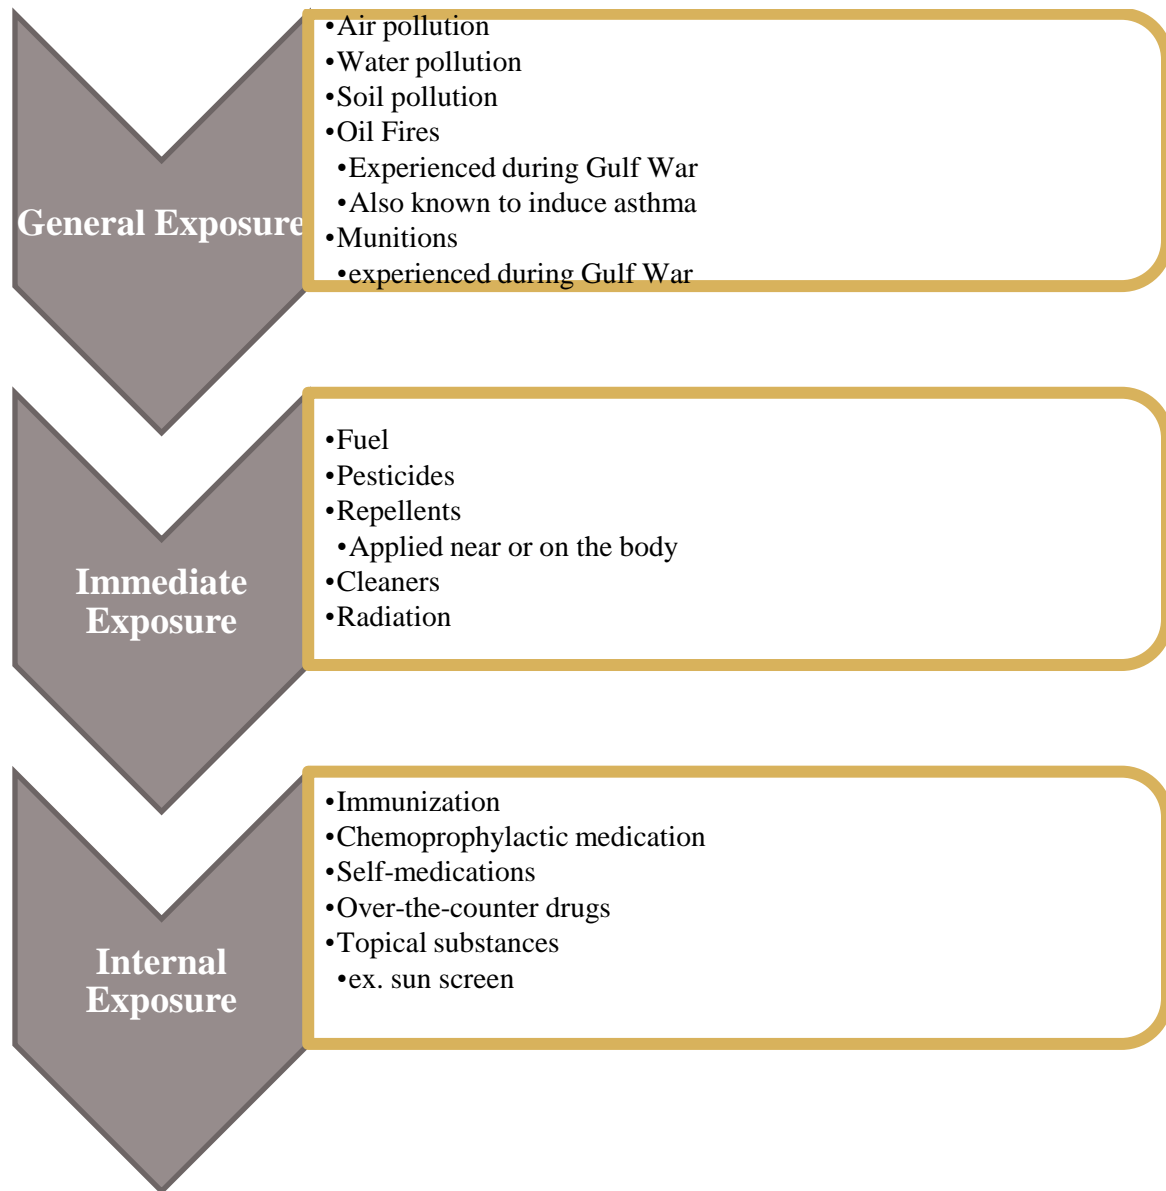 General Exposure
•Air pollution
•Water pollution
•Soil pollution
•Oil Fires
•Experienced during Gulf War
•Also known to induce asthma
•Munitions
•experienced during Gulf War
Immediate
Exposure
•Fuel
•Pesticides
•Repellents
•Applied near or on the body
•Cleaners
•Radiation
Internal
Exposure
•Immunization
•Chemoprophylactic medication
•Self-medications
•Over-the-counter drugs
•Topical substances
•ex. sun screen